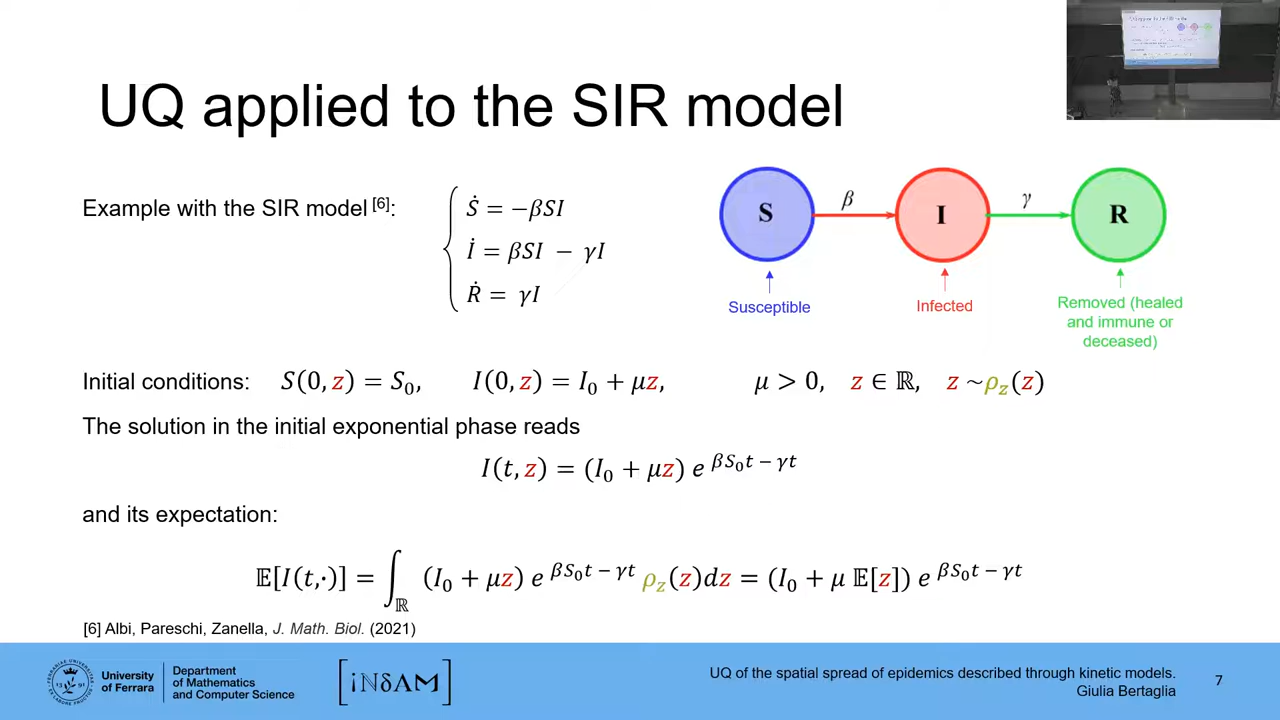 UQ applied to the SIR model
Example with the SIR model [6]:
Ṡ = −βSI
İ = βSI − γI
Ṙ = γI
S
β
I
γ
R
Susceptible
Infected
Removed (healed
and immune or
deceased)
Initial conditions: S(0, z) = S₀, I(0, z) = I₀ + μz, μ > 0, z ∈ ℝ, z ~ρ_z(z)
The solution in the initial exponential phase reads
I(t, z) = (I₀ + μz) e^{βS₀t − γt}
and its expectation:
𝔼[I(t,·)] = ∫_ℝ (I₀ + μz) e^{βS₀t − γt} ρ_z(z)dz = (I₀ + μ 𝔼[z]) e^{βS₀t − γt}
[6] Albi, Pareschi, Zanella, J. Math. Biol. (2021)
University
of Ferrara
Department
of Mathematics
and Computer Science
[iNδAM]
UQ of the spatial spread of epidemics described through kinetic models.
Giulia Bertaglia
7